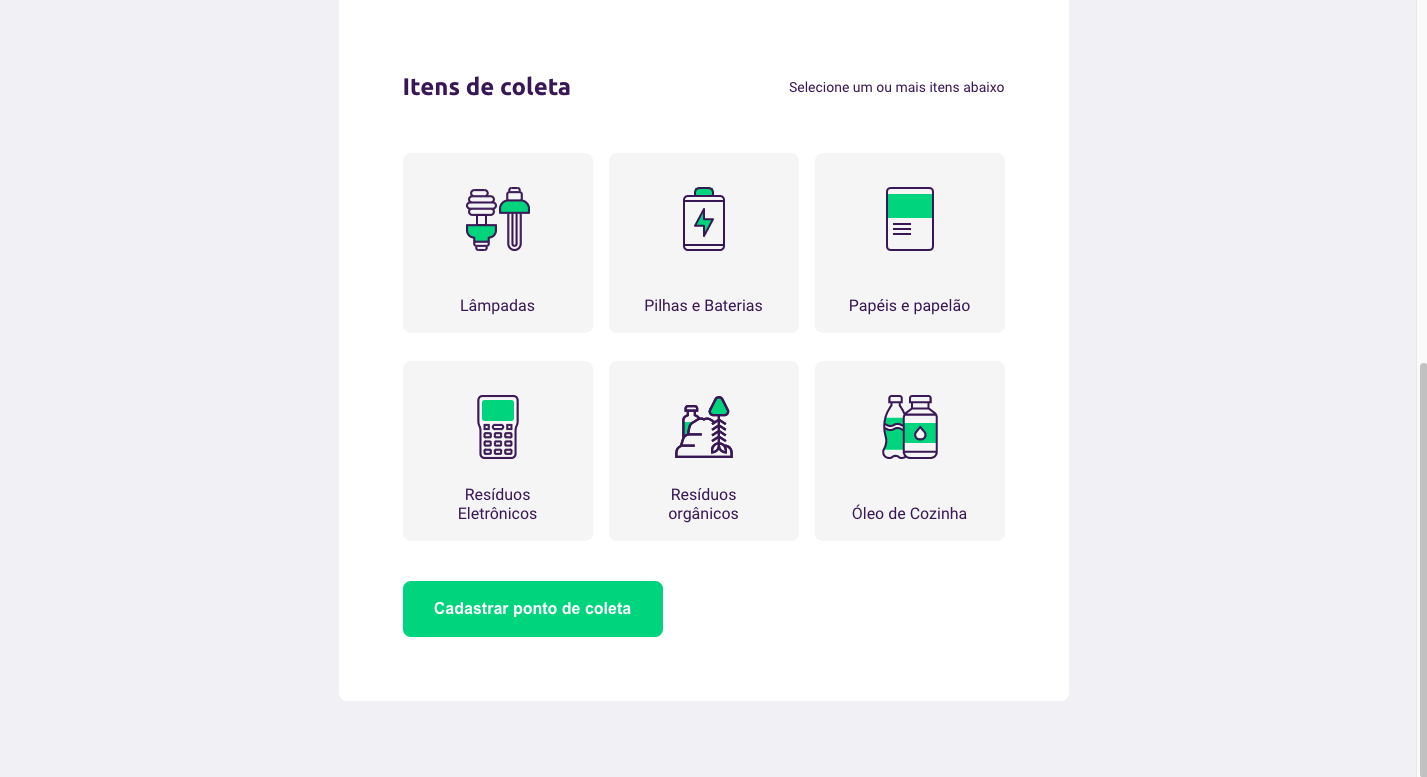 Itens de coleta
Selecione um ou mais itens abaixo
Lâmpadas
Pilhas e Baterias
Papéis e papelão
Resíduos
Eletrônicos
Resíduos
orgânicos
Óleo de Cozinha
Cadastrar ponto de coleta